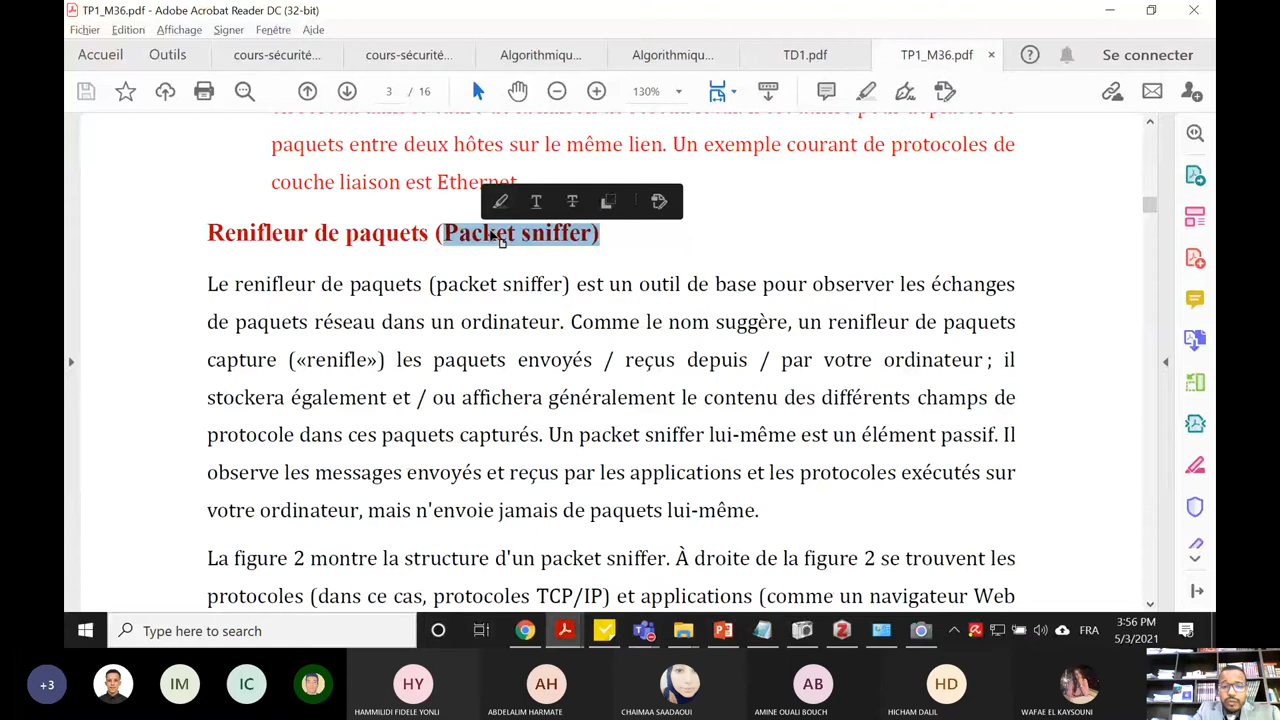 TP1_M36.pdf - Adobe Acrobat Reader DC (32-bit)
Fichier Edition Affichage Signer Fenêtre Aide
Accueil Outils cours-sécurité... cours-sécurité... Algorithmiqu... Algorithmiqu... TD1.pdf TP1_M36.pdf Se connecter
3 / 16 130%
paquets entre deux hôtes sur le même lien. Un exemple courant de protocoles de
couche liaison est Ethernet.
Renifleur de paquets (Packet sniffer)
Le renifleur de paquets (packet sniffer) est un outil de base pour observer les échanges
de paquets réseau dans un ordinateur. Comme le nom suggère, un renifleur de paquets
capture («renifle») les paquets envoyés / reçus depuis / par votre ordinateur ; il
stockera également et / ou affichera généralement le contenu des différents champs de
protocole dans ces paquets capturés. Un packet sniffer lui-même est un élément passif. Il
observe les messages envoyés et reçus par les applications et les protocoles exécutés sur
votre ordinateur, mais n'envoie jamais de paquets lui-même.
La figure 2 montre la structure d'un packet sniffer. À droite de la figure 2 se trouvent les
protocoles (dans ce cas, protocoles TCP/IP) et applications (comme un navigateur Web
Type here to search
FRA
3:56 PM
5/3/2021
+3 IM IC HY AH AB HD
HAMMILIDI FIDELE YONLI ABDELALIM HARMATE CHAIMAA SAADAOUI AMINE OUALI BOUCH HICHAM DALIL WAFAE EL KAYSOUNI